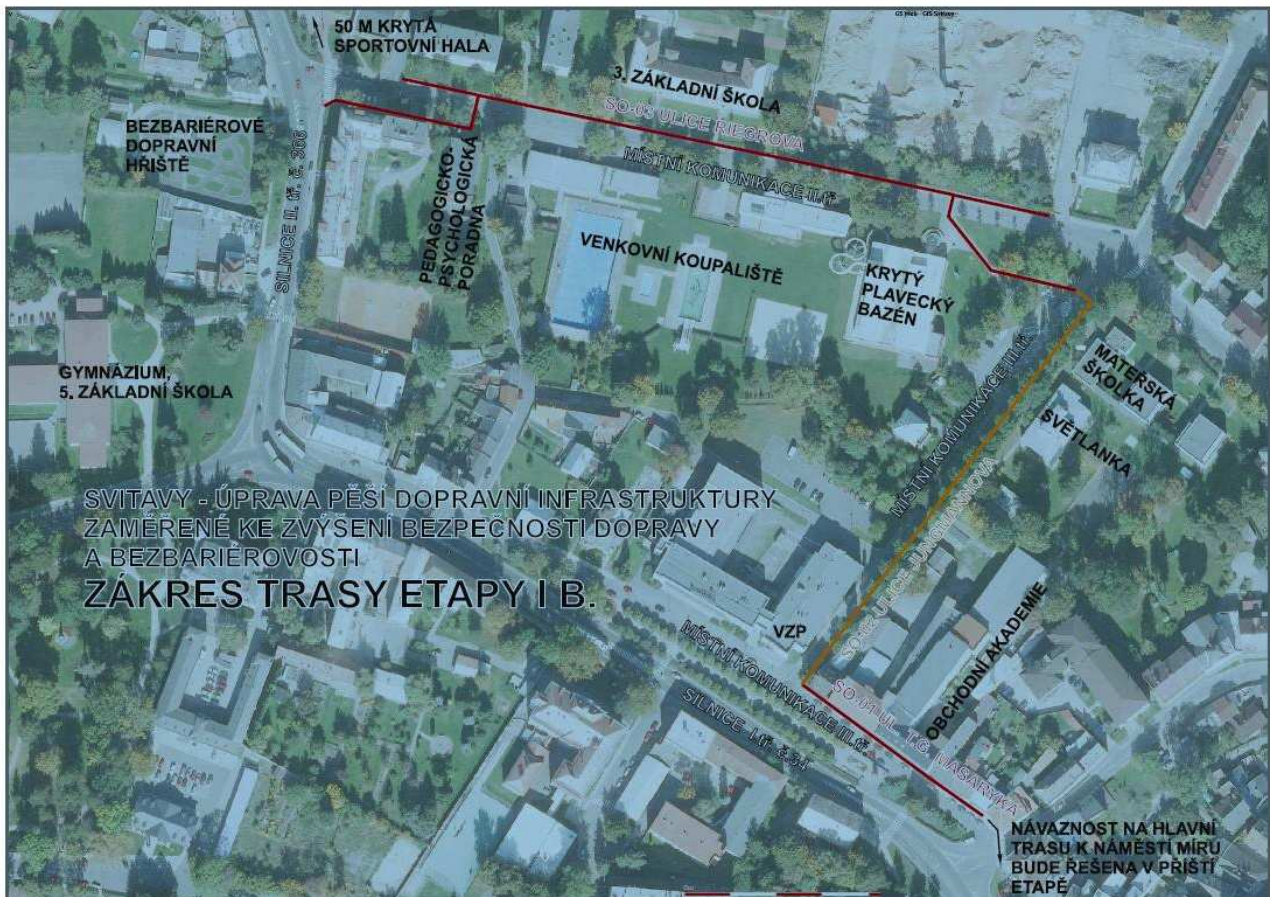 50 M KRYTÁ
SPORTOVNÍ HALA
3. ZÁKLADNÍ ŠKOLA
SO-03 ULICE RIEGROVA
MÍSTNÍ KOMUNIKACE II.tř.
BEZBARIÉROVÉ
DOPRAVNÍ
HŘIŠTĚ
SILNICE II. tř. č. 366
PEDAGOGICKO-
PSYCHOLOGICKÁ
PORADNA
VENKOVNÍ KOUPALIŠTĚ
KRYTÝ
PLAVECKÝ
BAZÉN
GYMNÁZIUM,
5. ZÁKLADNÍ ŠKOLA
MATEŘSKÁ
ŠKOLKA
SVĚTLANKA
MÍSTNÍ KOMUNIKACE III.tř.
SO-02 ULICE JUNGMANNOVA
SVITAVY - ÚPRAVA PĚŠÍ DOPRAVNÍ INFRASTRUKTURY
ZAMĚŘENÉ KE ZVÝŠENÍ BEZPEČNOSTI DOPRAVY
A BEZBARIÉROVOSTI
ZÁKRES TRASY ETAPY I B.
VZP
OBCHODNÍ AKADEMIE
MÍSTNÍ KOMUNIKACE III.tř.
SILNICE I.tř. č.34
SO-01 UL. T.G. MASARYKA
NÁVAZNOST NA HLAVNÍ
TRASU K NÁMĚSTÍ MÍRU
BUDE ŘEŠENA V PŘÍŠTÍ
ETAPĚ